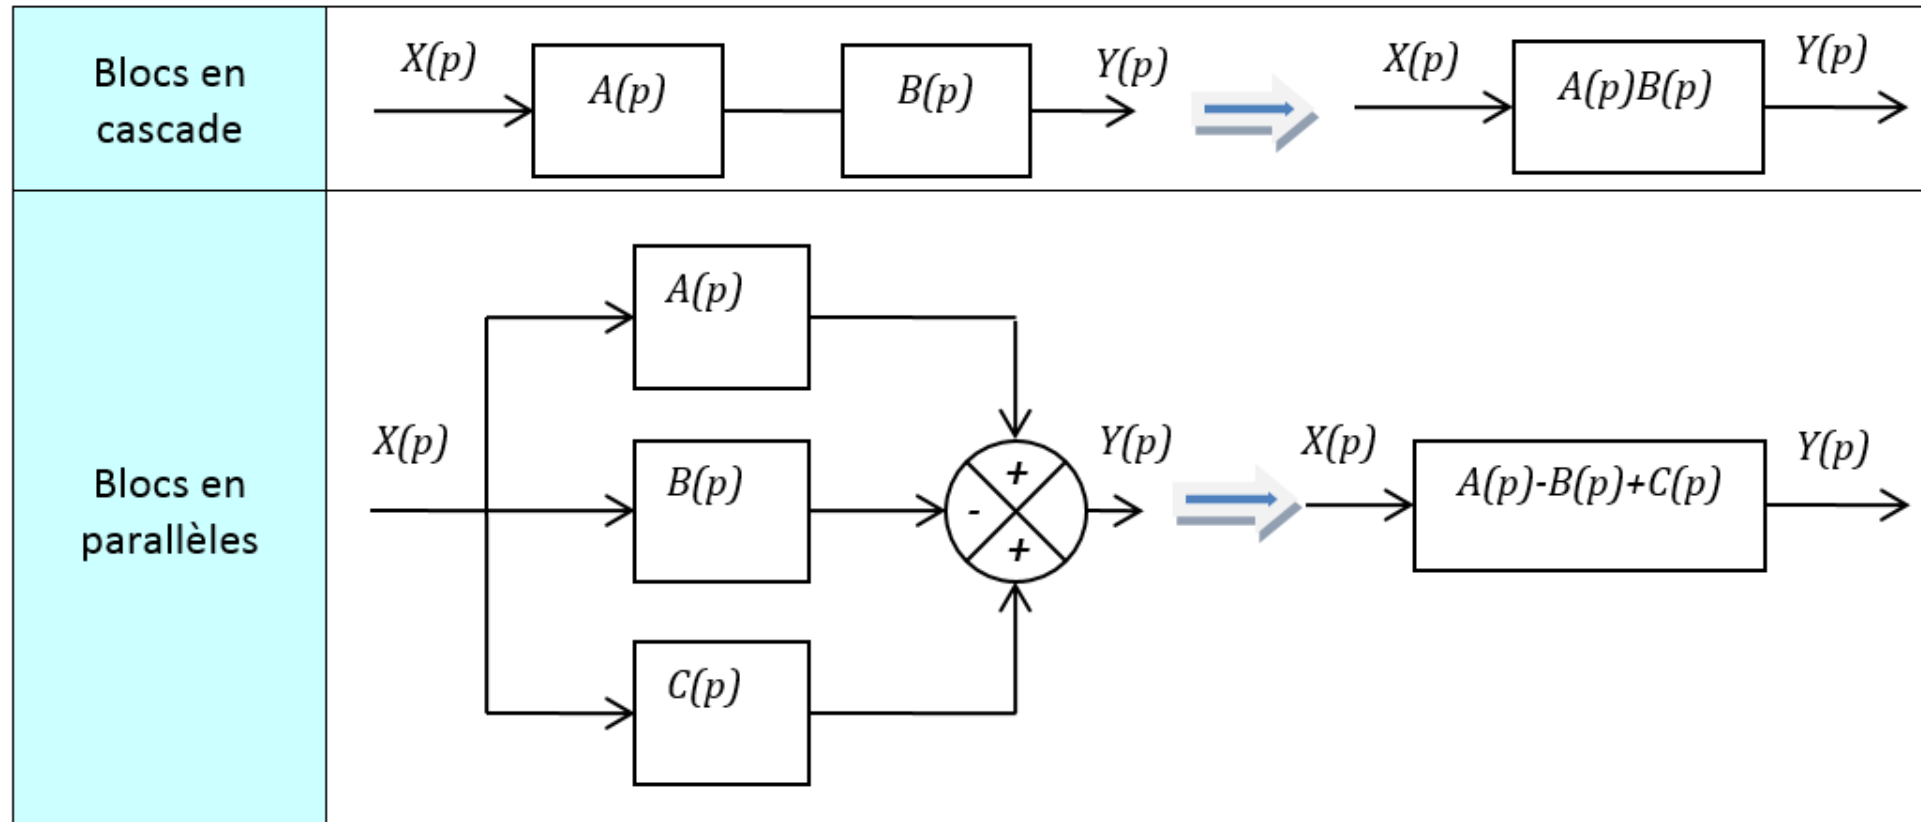 Blocs en
cascade
X(p)
A(p)
B(p)
Y(p)
X(p)
A(p)B(p)
Y(p)
Blocs en
parallèles
X(p)
A(p)
B(p)
C(p)
+
-
+
Y(p)
X(p)
A(p)-B(p)+C(p)
Y(p)